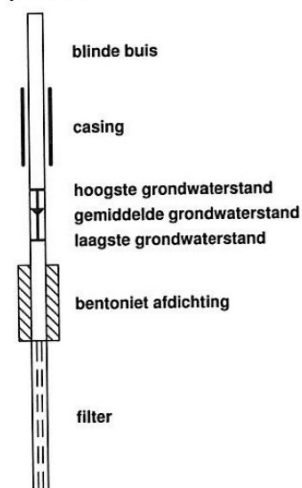 blinde buis
casing
hoogste grondwaterstand
gemiddelde grondwaterstand
laagste grondwaterstand
bentoniet afdichting
filter